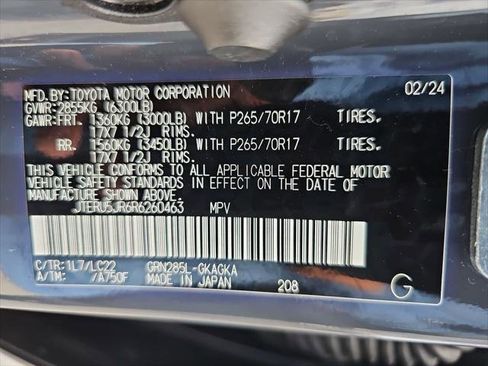 MFD. BY: TOYOTA MOTOR CORPORATION 02/24
GVWR: 2855KG (6300LB)
GAWR: FRT. 1360KG (3000LB) WITH P265/70R17 TIRES.
17X7 1/2J RIMS.
RR. 1560KG (3450LB) WITH P265/70R17 TIRES.
17X7 1/2J RIMS.
THIS VEHICLE CONFORMS TO ALL APPLICABLE FEDERAL MOTOR
VEHICLE SAFETY STANDARDS IN EFFECT ON THE DATE OF
MANUFACTURE SHOWN ABOVE.
JTERU5JR6R6260463 MPV
C/TR: 1L7/LC22 GRN285L-GKAGKA
A/TM: /A750F MADE IN JAPAN 208 G